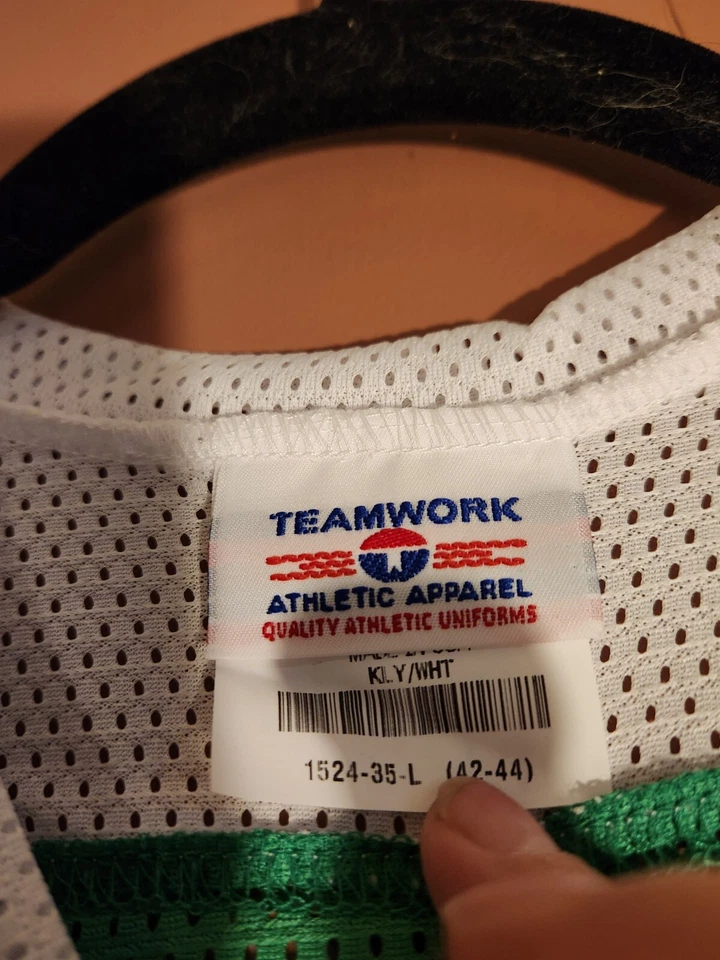 TEAMWORK
ATHLETIC APPAREL
QUALITY ATHLETIC UNIFORMS
KLY/WHT
1524-35-L (42-44)